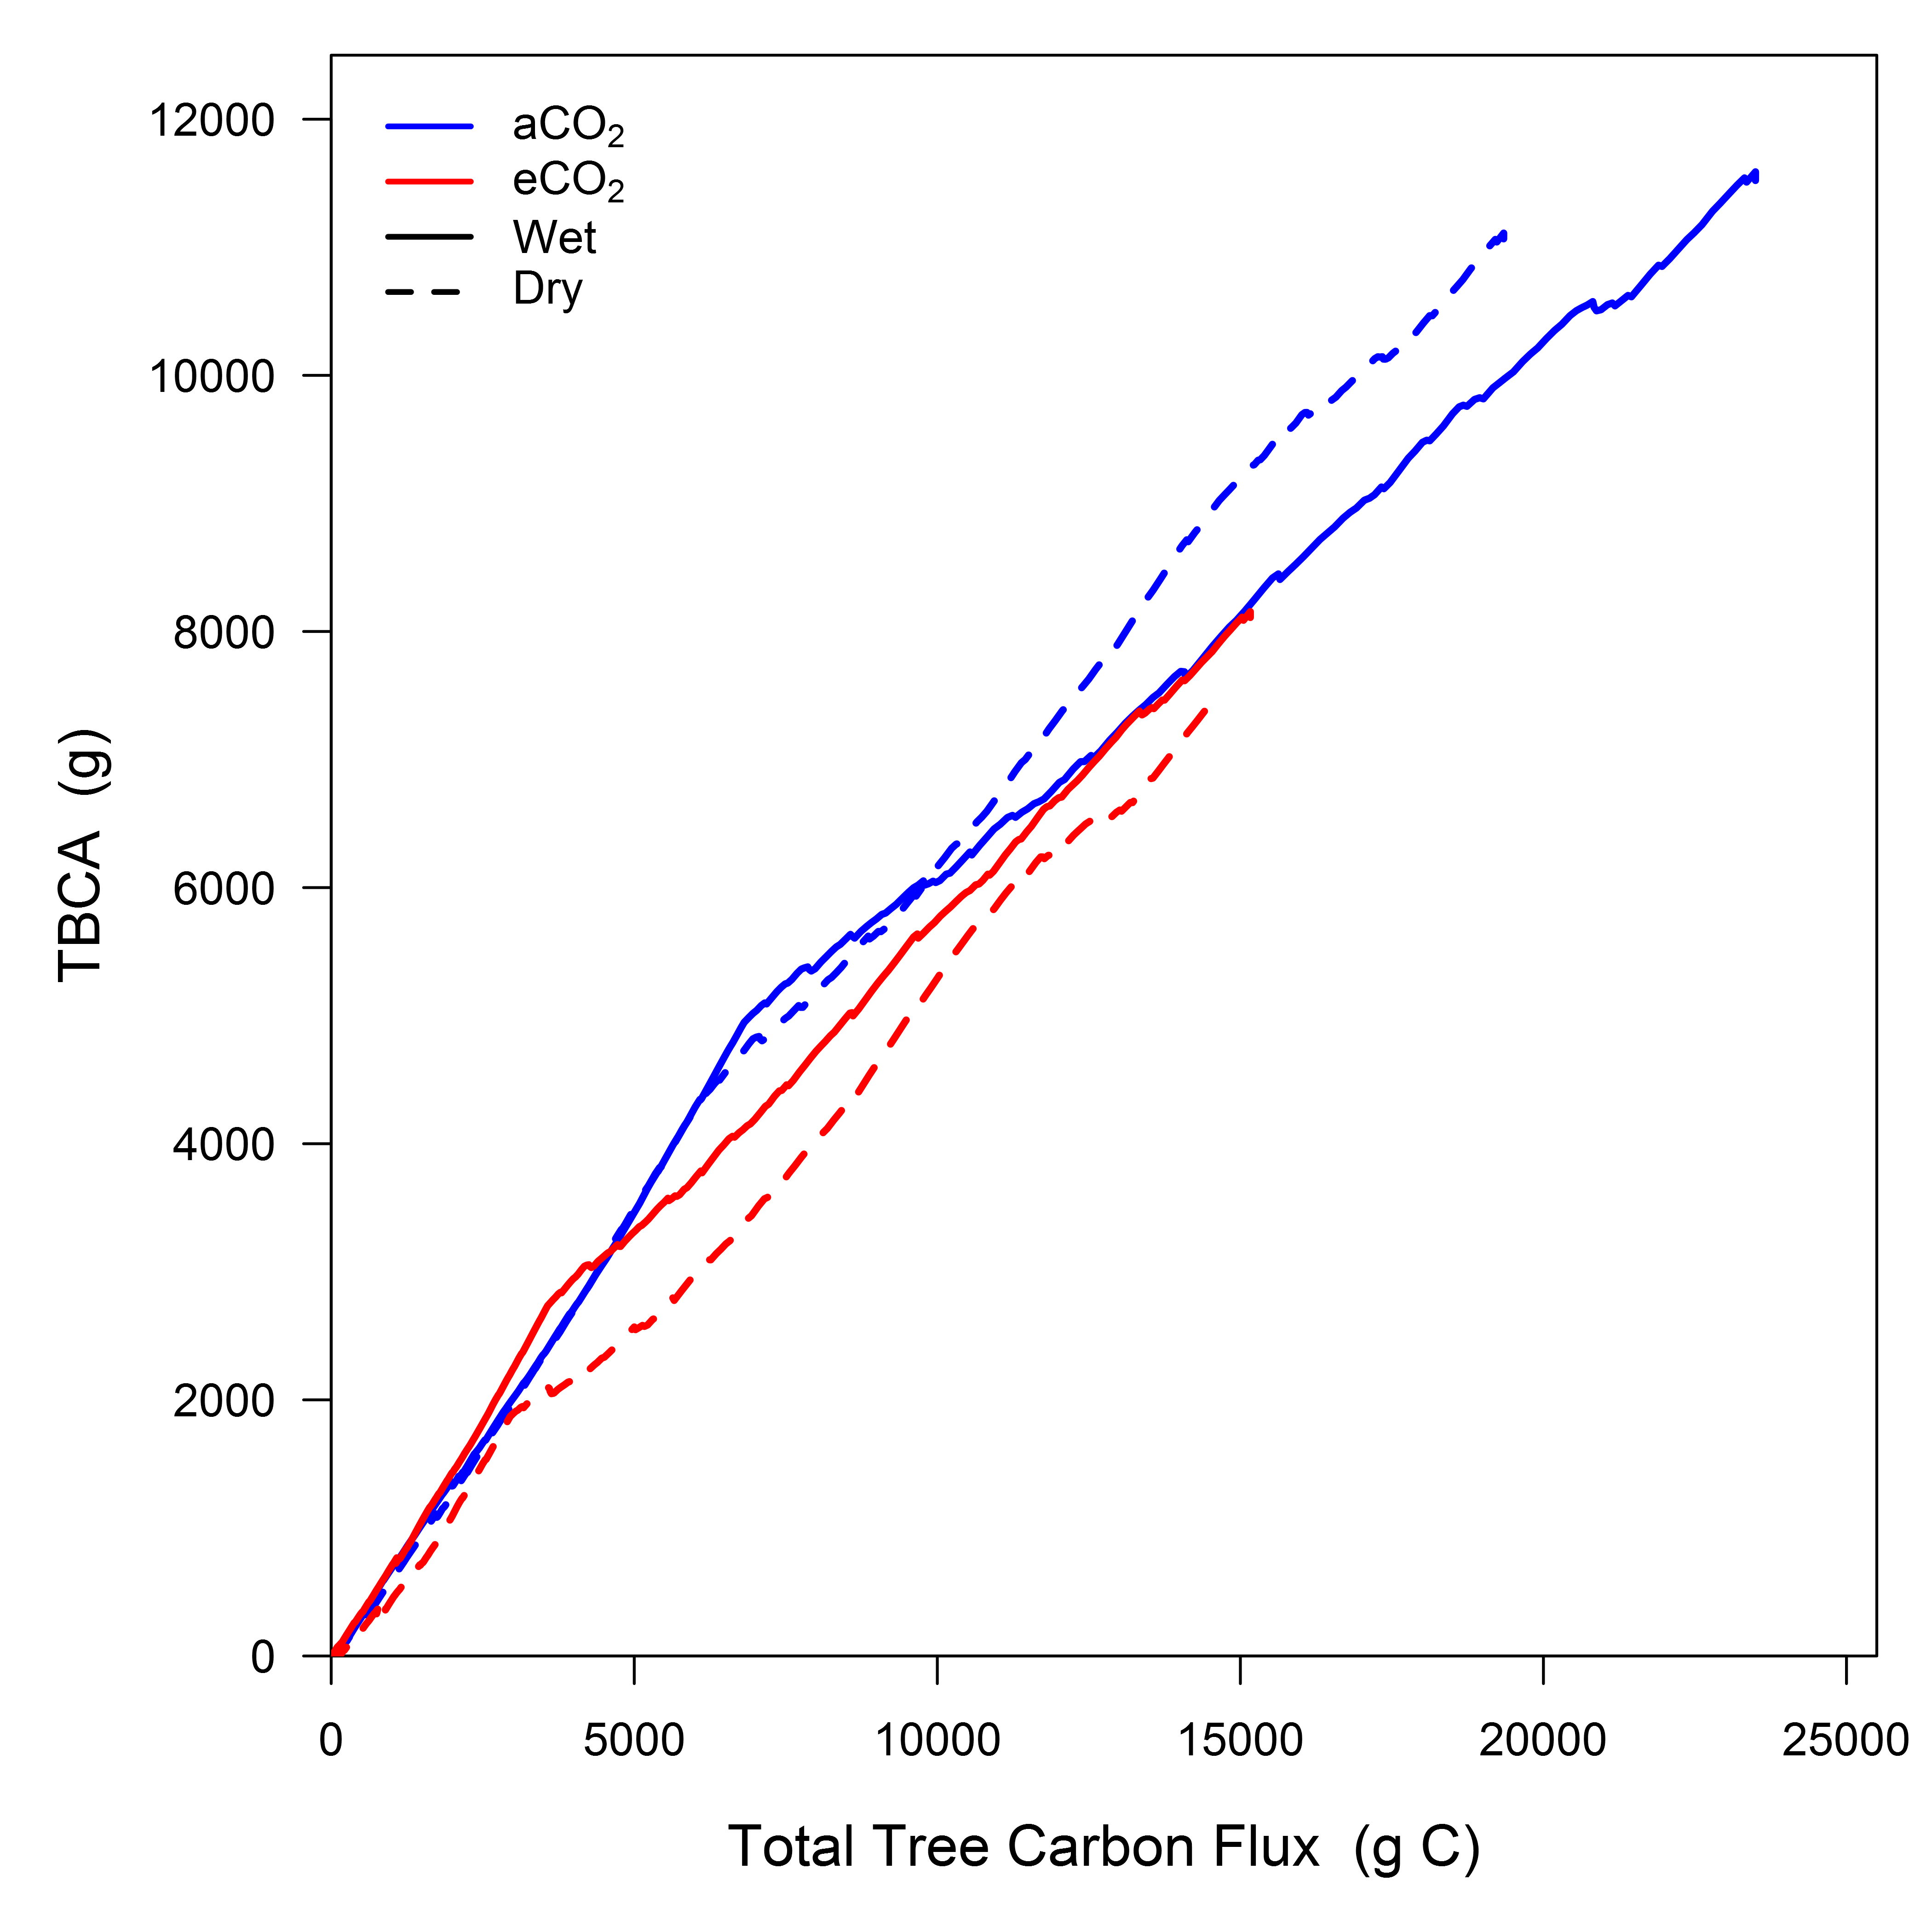 aCO₂
eCO₂
Wet
Dry
12000
10000
8000
6000
4000
2000
0
TBCA (g)
0 5000 10000 15000 20000 25000
Total Tree Carbon Flux (g C)